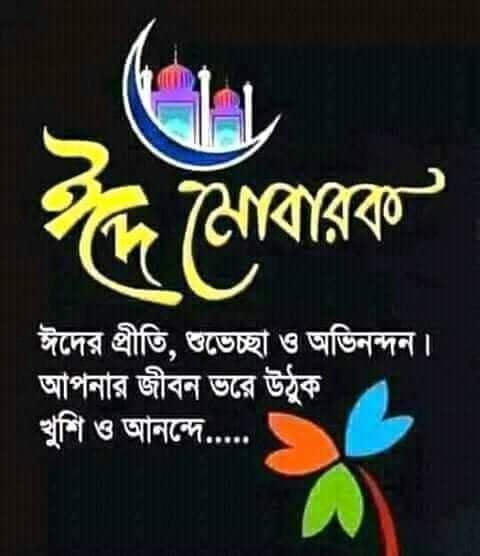 ঈদ মোবারক
ঈদের প্রীতি, শুভেচ্ছা ও অভিনন্দন।
আপনার জীবন ভরে উঠুক
খুশি ও আনন্দে.....